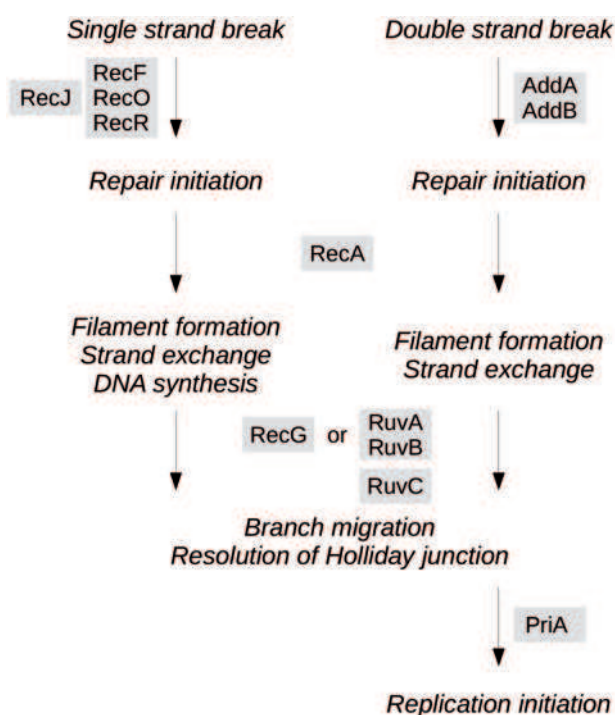 Single strand break
Double strand break
RecJ
RecF
RecO
RecR
AddA
AddB
Repair initiation
Repair initiation
RecA
Filament formation
Strand exchange
DNA synthesis
Filament formation
Strand exchange
RecG or
RuvA
RuvB
RuvC
Branch migration
Resolution of Holliday junction
PriA
Replication initiation